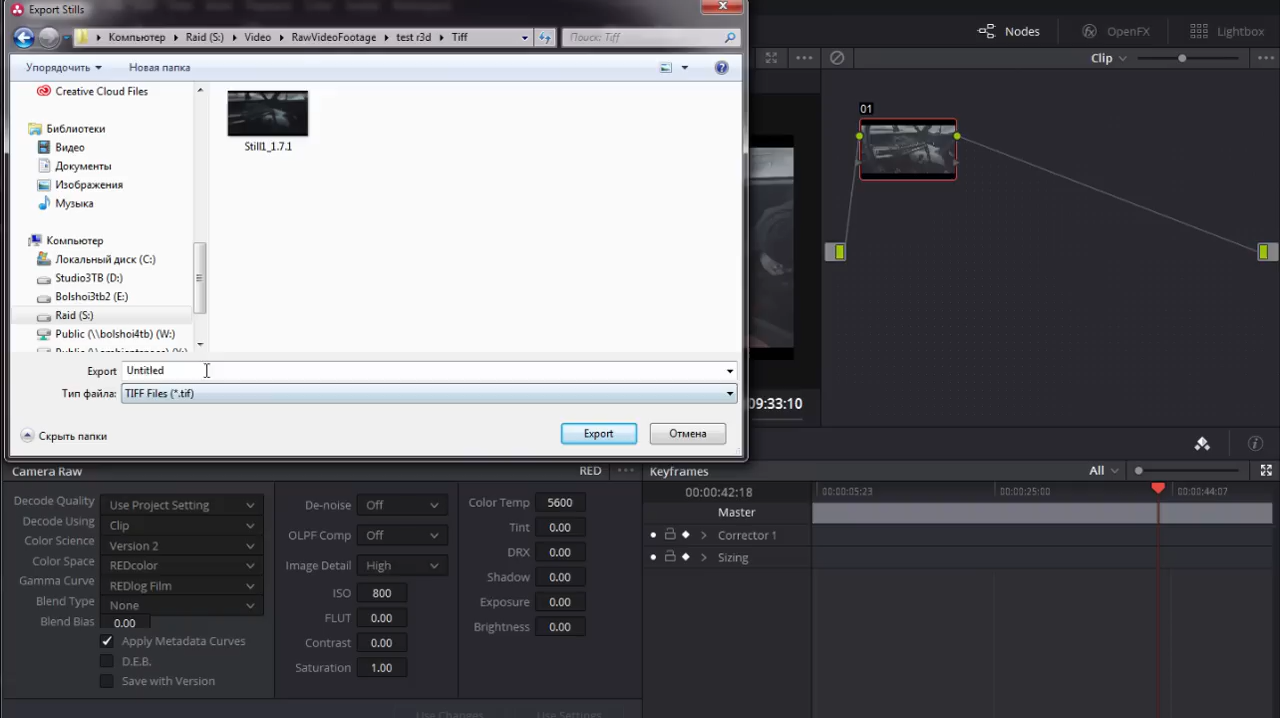 Export Stills
Компьютер
Raid (S:)
Video
RawVideoFootage
test r3d
Tiff
Поиск: Tiff
Упорядочить
Новая папка
Creative Cloud Files
Библиотеки
Видео
Документы
Изображения
Музыка
Компьютер
Локальный диск (C:)
Studio3TB (D:)
Bolshoi3tb2 (E:)
Raid (S:)
Public (\\bolshoi4tb) (W:)
Still1_1.7.1
Export
Untitled
Тип файла:
TIFF Files (*.tif)
Скрыть папки
Export
Отмена
Nodes
OpenFX
Lightbox
Clip
01
09:33:10
Camera Raw
RED
Decode Quality
Use Project Setting
Decode Using
Clip
Color Science
Version 2
Color Space
REDcolor
Gamma Curve
REDlog Film
Blend Type
None
Blend Bias
0.00
Apply Metadata Curves
D.E.B.
Save with Version
De-noise
Off
OLPF Comp
Off
Image Detail
High
ISO
800
FLUT
0.00
Contrast
0.00
Saturation
1.00
Color Temp
5600
Tint
0.00
DRX
0.00
Shadow
0.00
Exposure
0.00
Brightness
0.00
Use Changes
Use Settings
Keyframes
All
00:00:42:18
00:00:05:23
00:00:25:00
00:00:44:07
Master
Corrector 1
Sizing